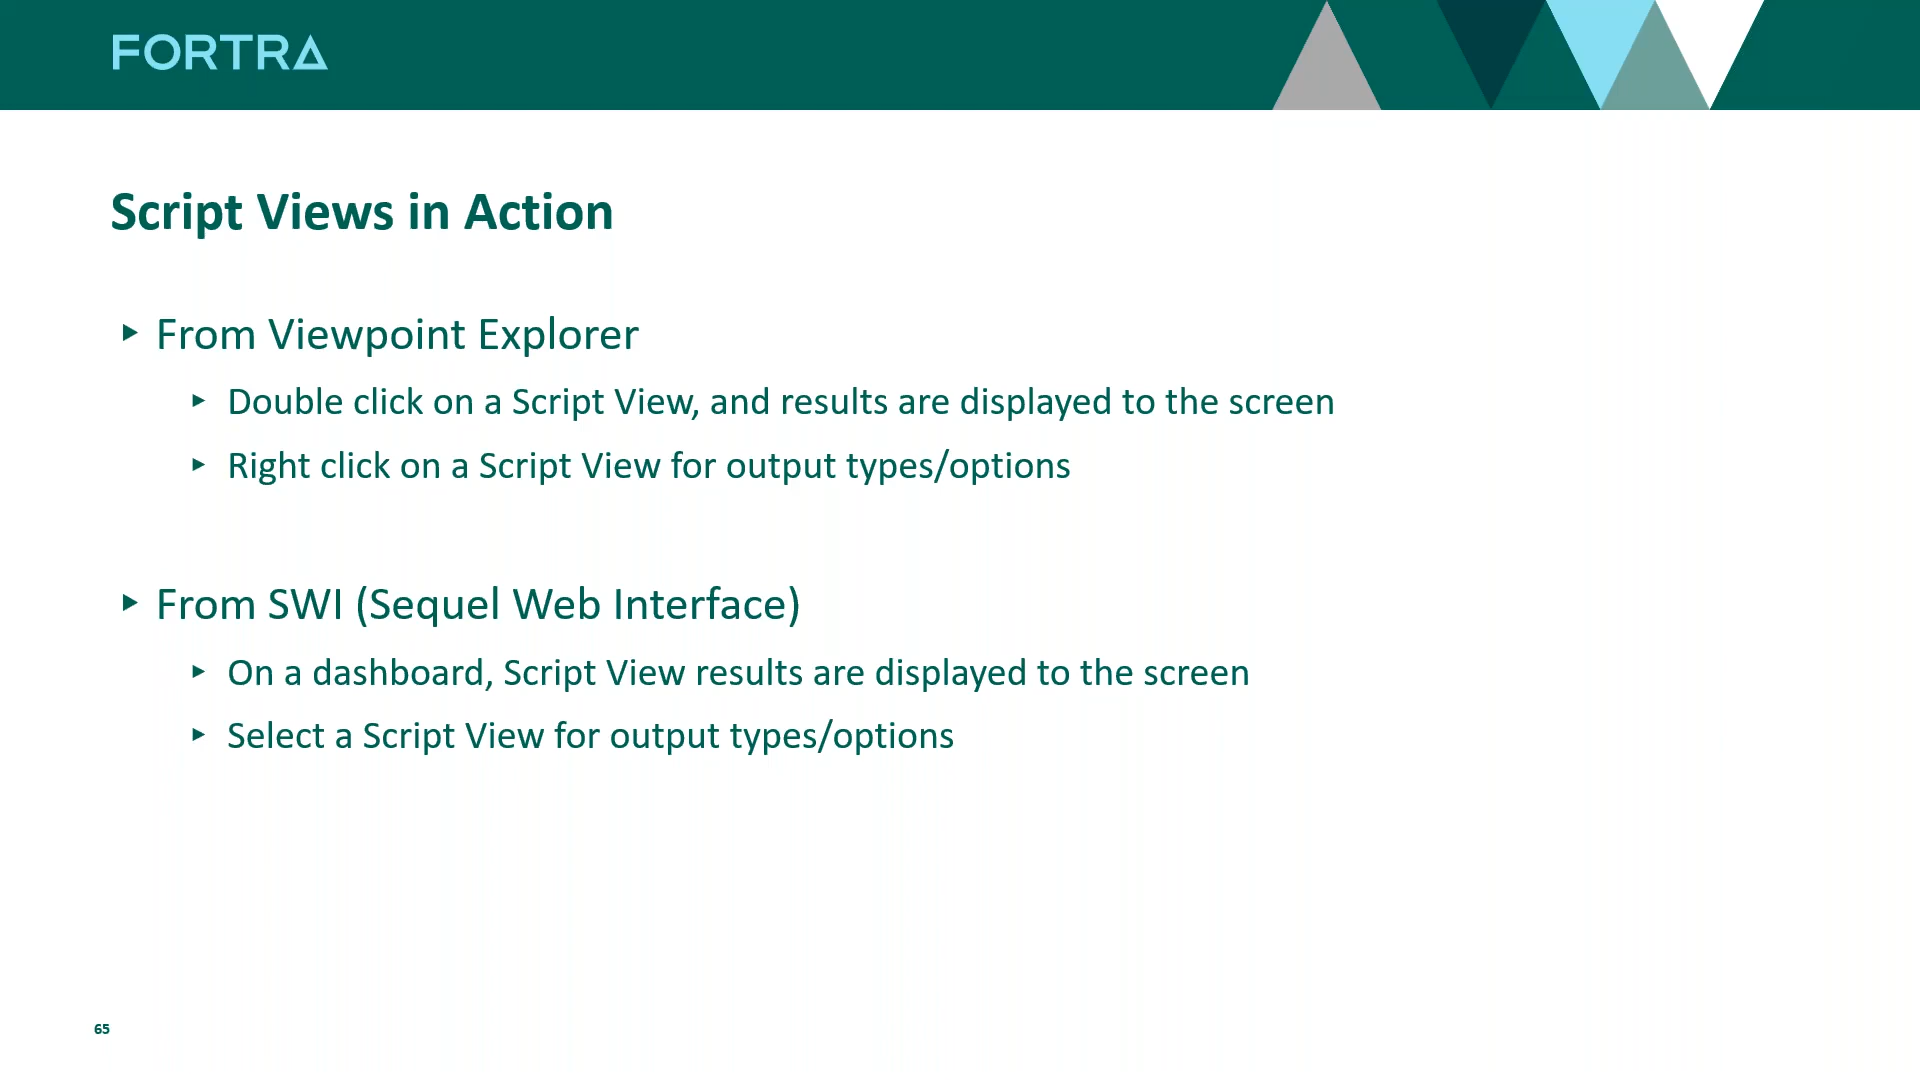 FORTRA
Script Views in Action
▸ From Viewpoint Explorer
▸ Double click on a Script View, and results are displayed to the screen
▸ Right click on a Script View for output types/options
▸ From SWI (Sequel Web Interface)
▸ On a dashboard, Script View results are displayed to the screen
▸ Select a Script View for output types/options
65